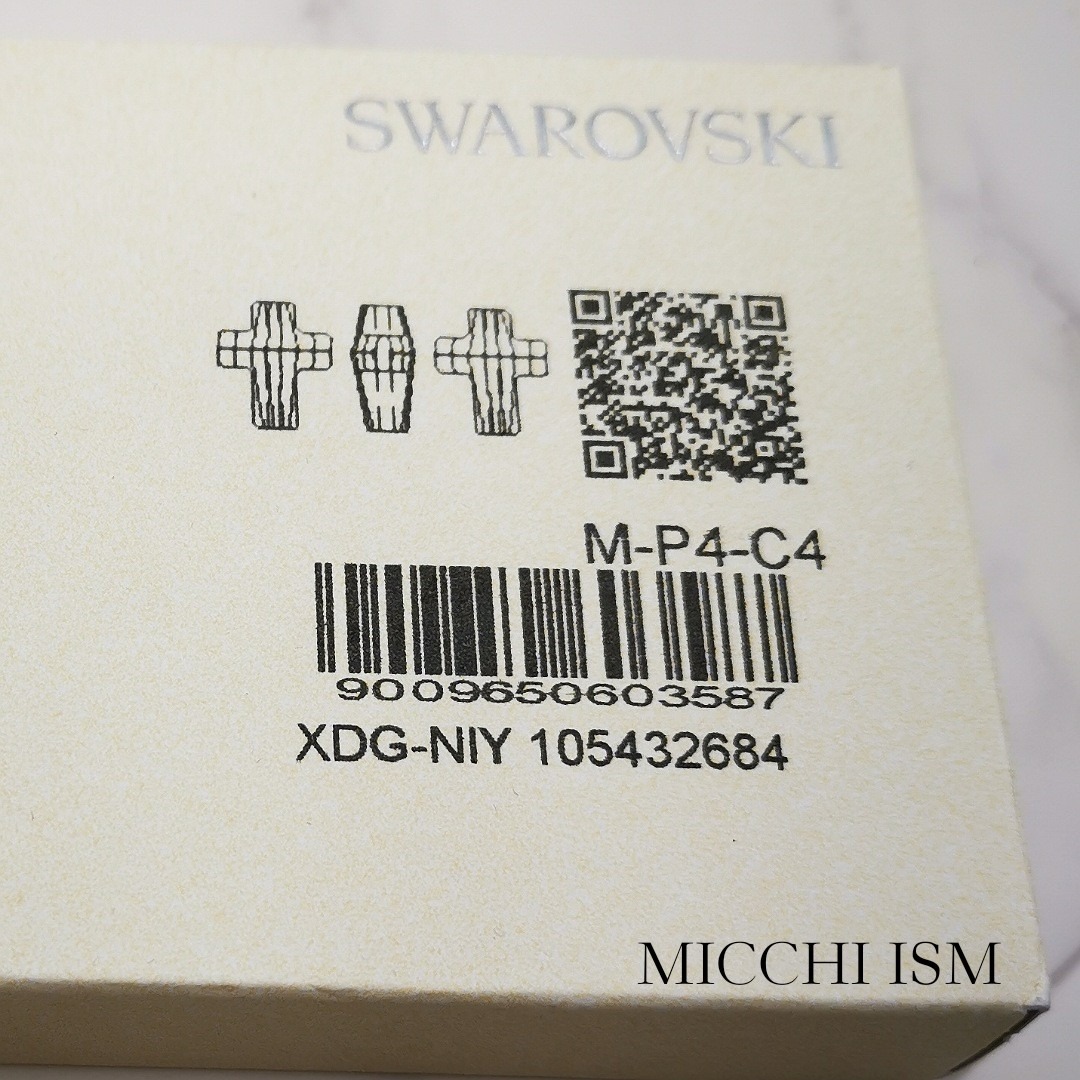 SWAROVSKI
M-P4-C4
9009650603587
XDG-NIY 105432684
MICCHI ISM